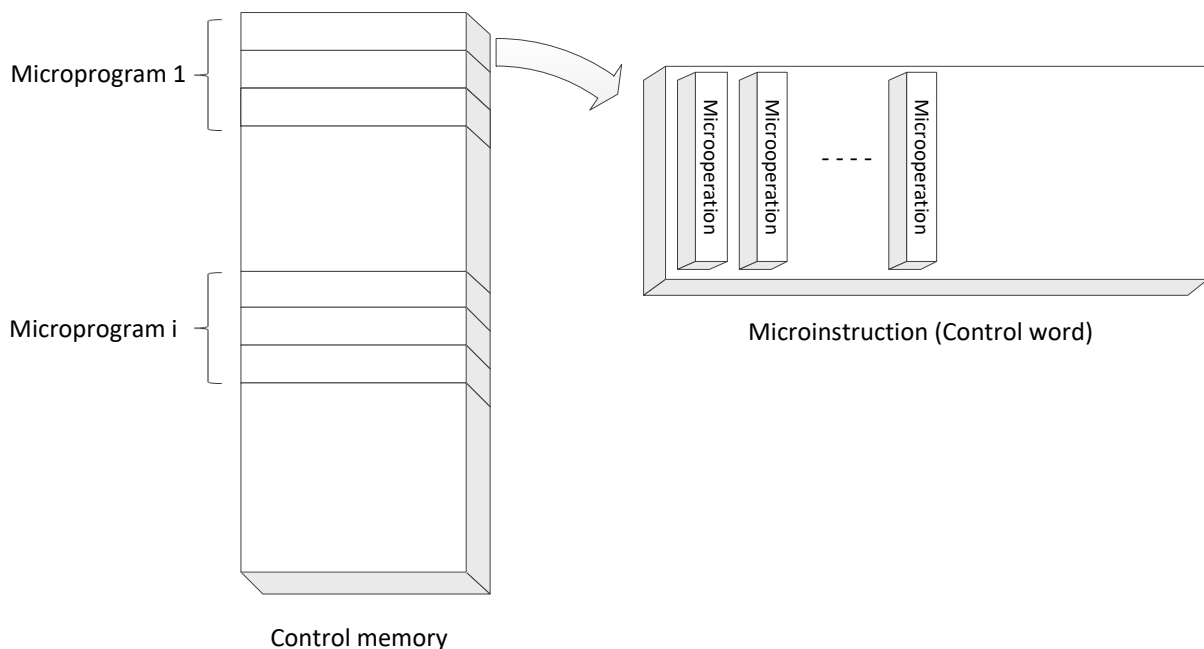 Microprogram 1
Microoperation
Microoperation
- - - -
Microoperation
Microprogram i
Microinstruction (Control word)
Control memory